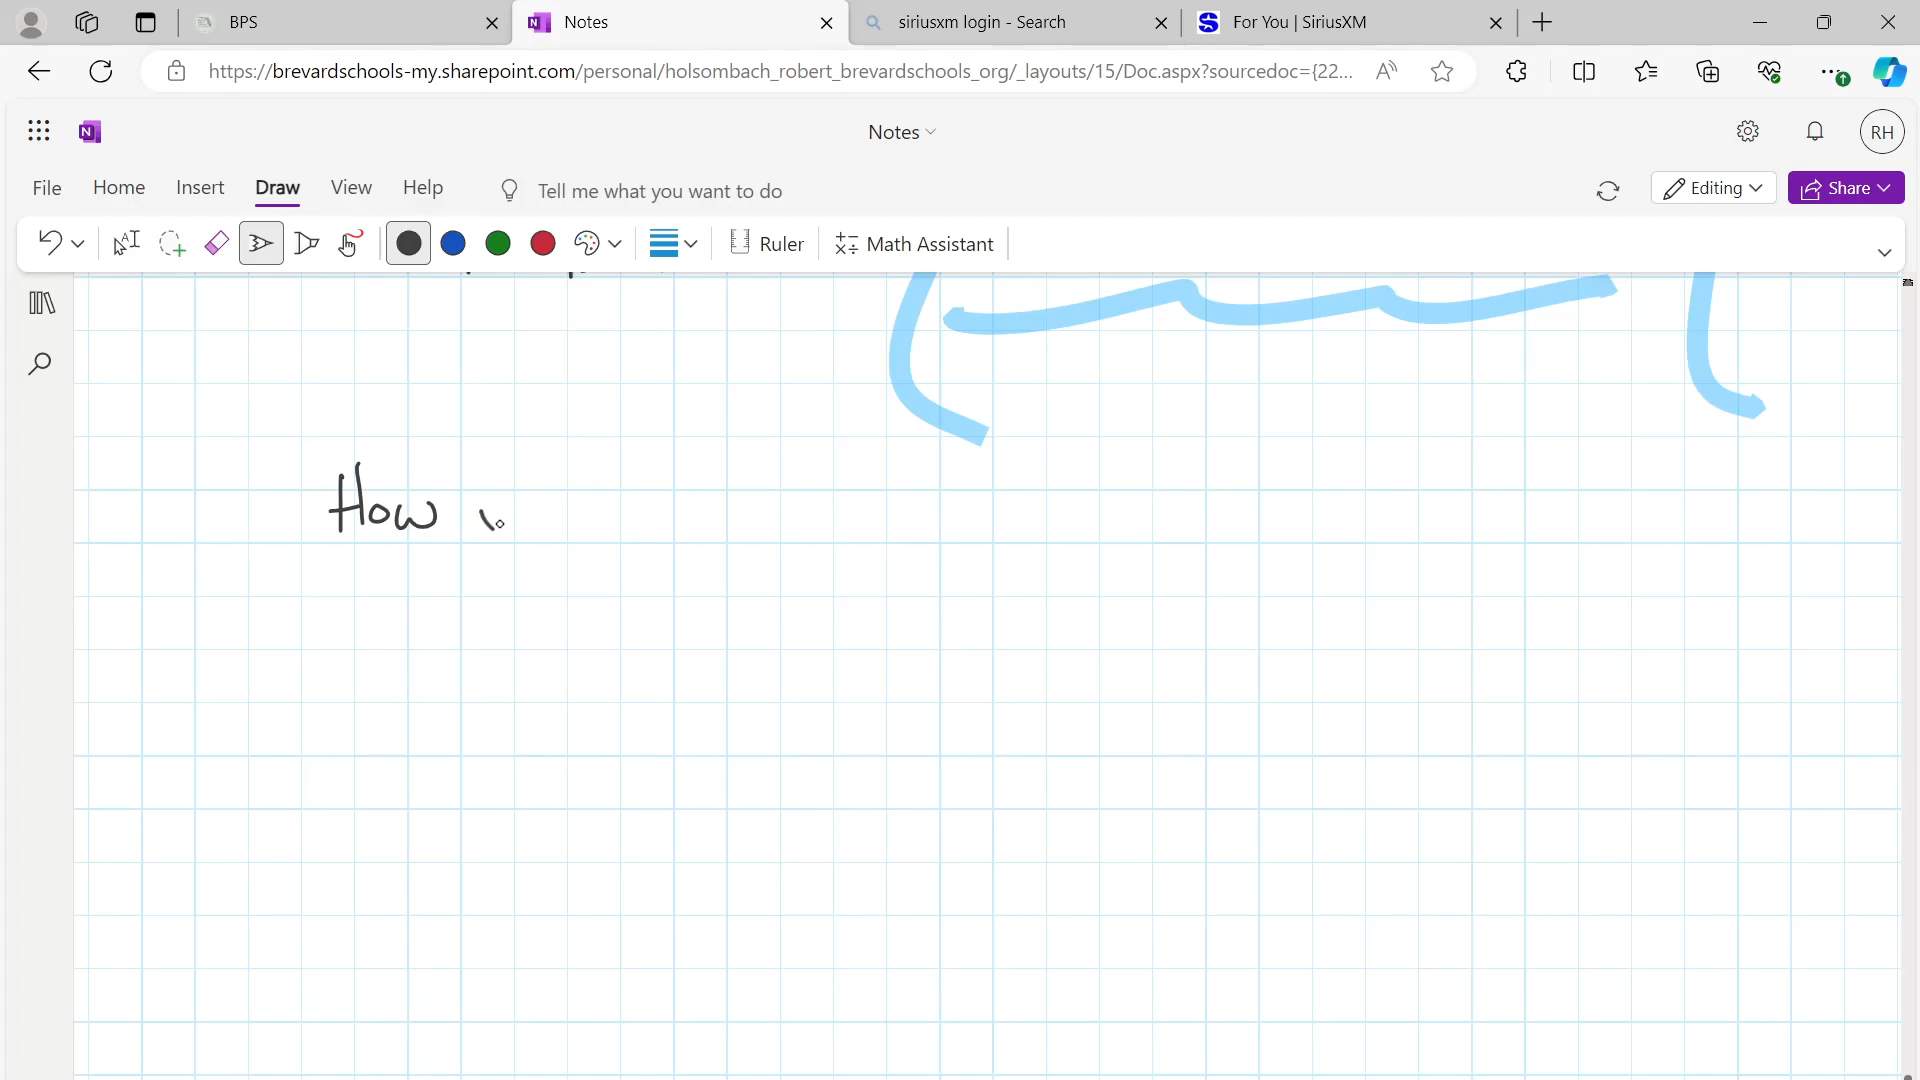 BPS
Notes
siriusxm login - Search
For You | SiriusXM
https://brevardschools-my.sharepoint.com/personal/holsombach_robert_brevardschools_org/_layouts/15/Doc.aspx?sourcedoc={22...
Notes
RH
File Home Insert Draw View Help Tell me what you want to do
Editing Share
Ruler Math Assistant
How